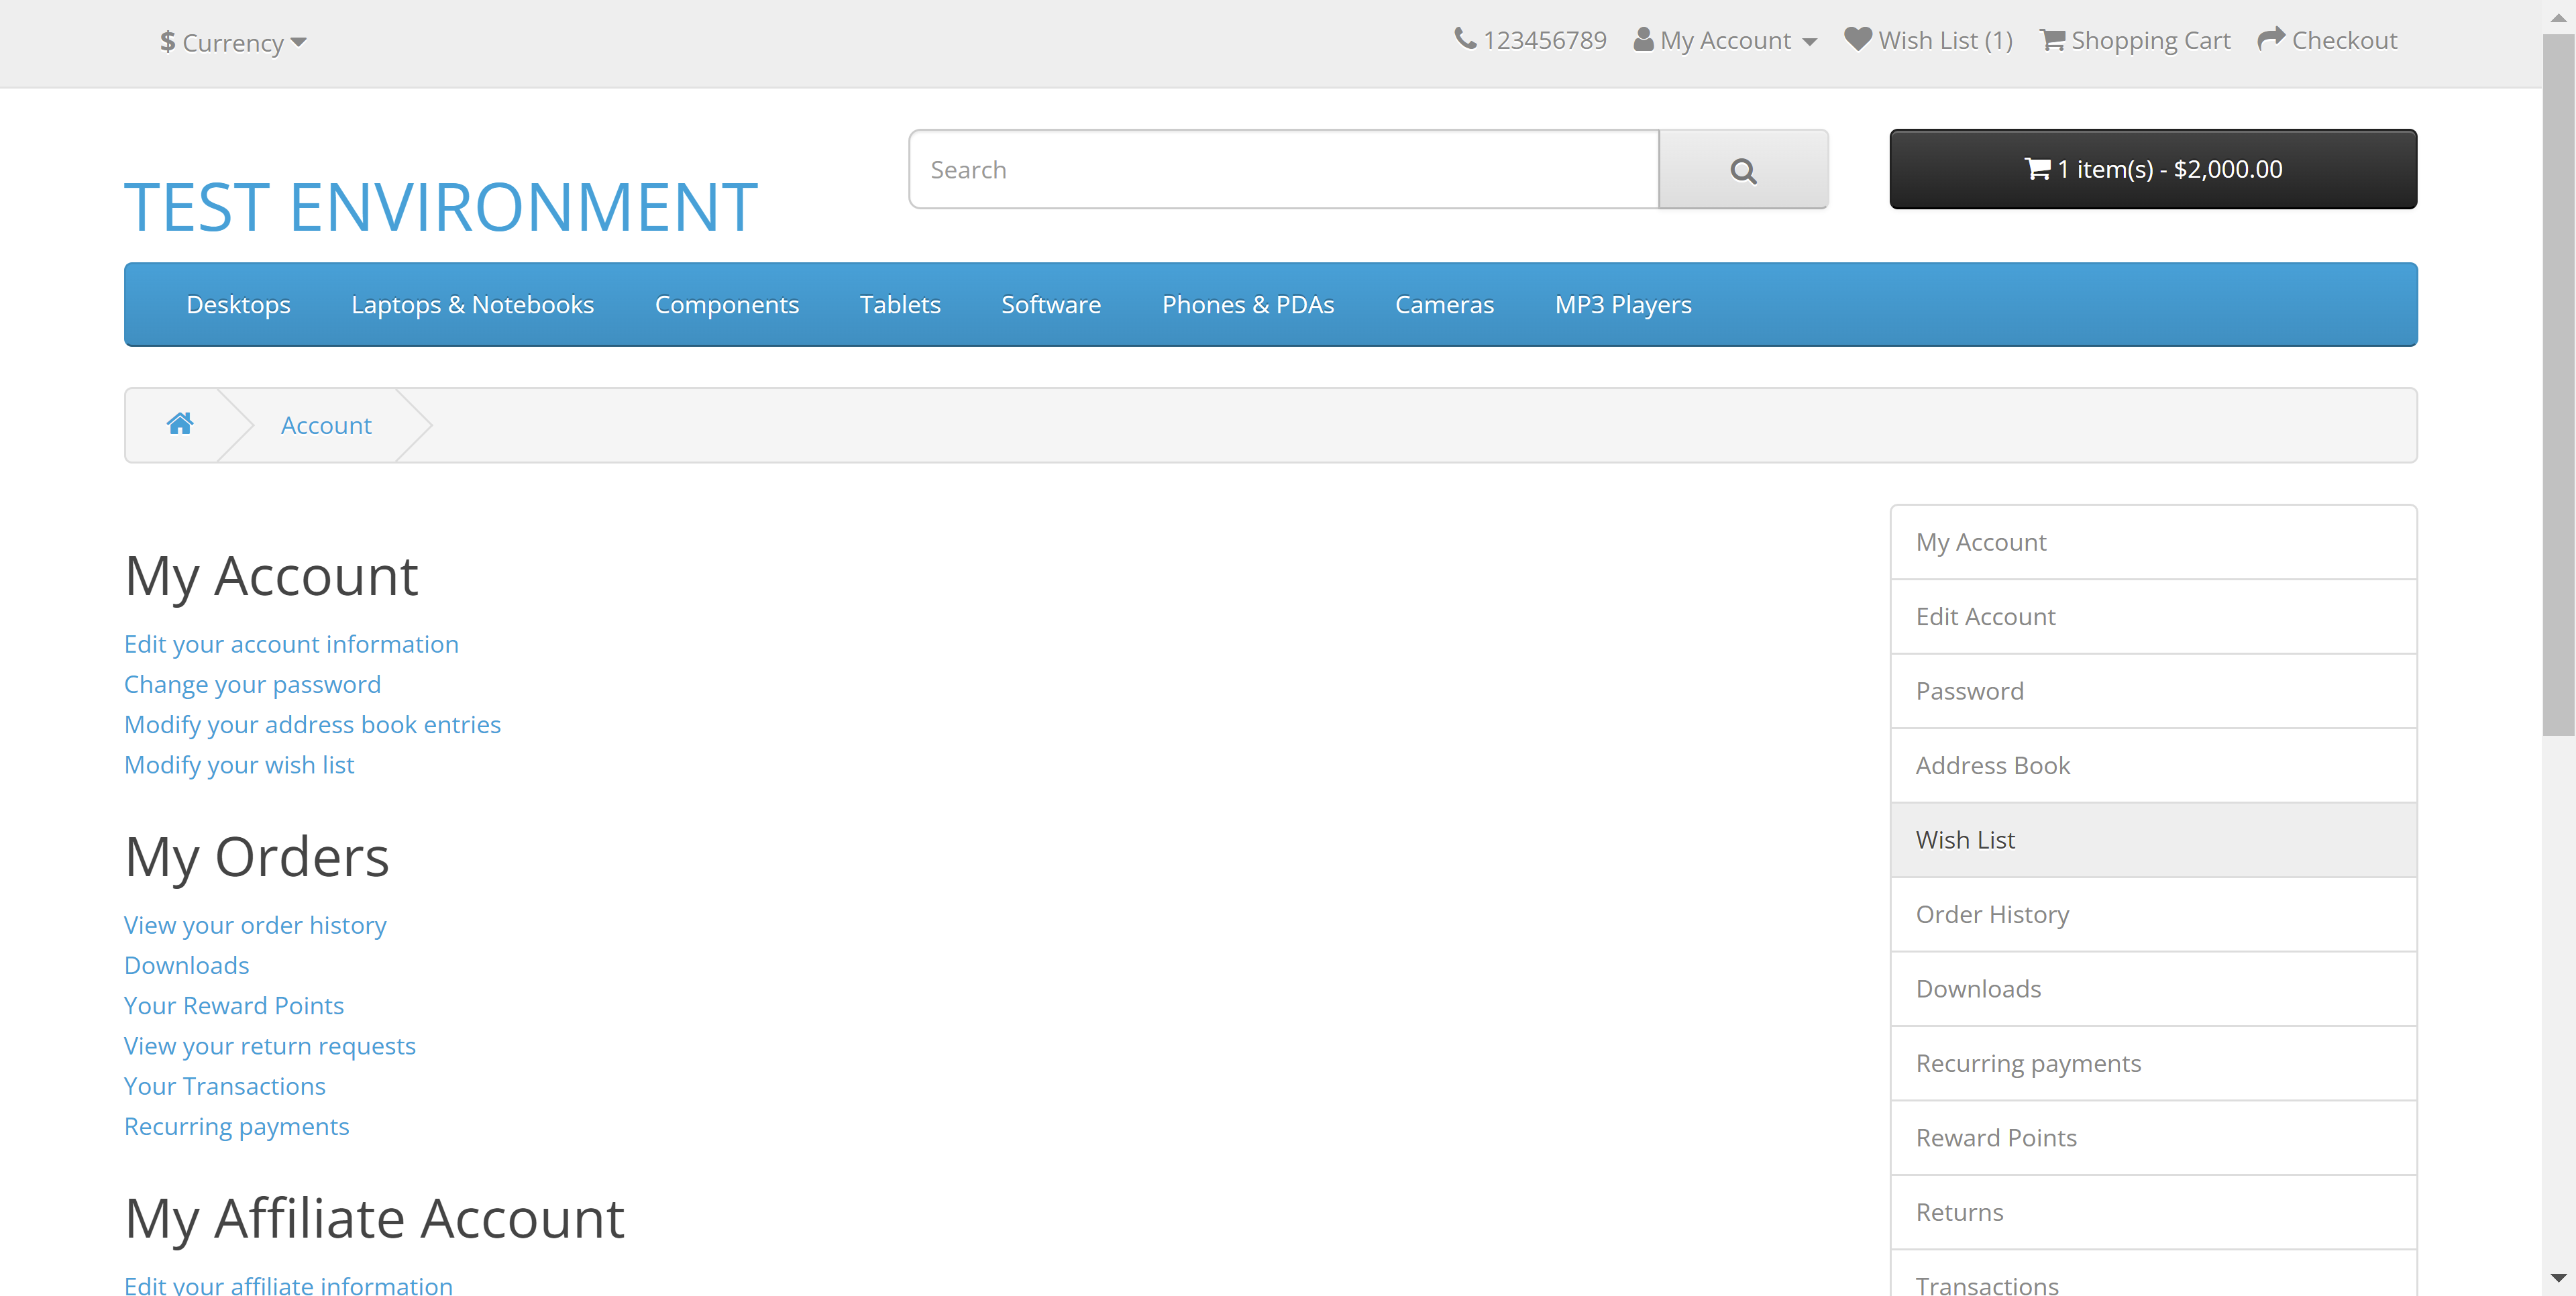 $ Currency
123456789 My Account Wish List (1) Shopping Cart Checkout
TEST ENVIRONMENT
Search
1 item(s) - $2,000.00
Desktops Laptops & Notebooks Components Tablets Software Phones & PDAs Cameras MP3 Players
Account
My Account
Edit your account information
Change your password
Modify your address book entries
Modify your wish list
My Orders
View your order history
Downloads
Your Reward Points
View your return requests
Your Transactions
Recurring payments
My Affiliate Account
Edit your affiliate information
My Account
Edit Account
Password
Address Book
Wish List
Order History
Downloads
Recurring payments
Reward Points
Returns
Transactions